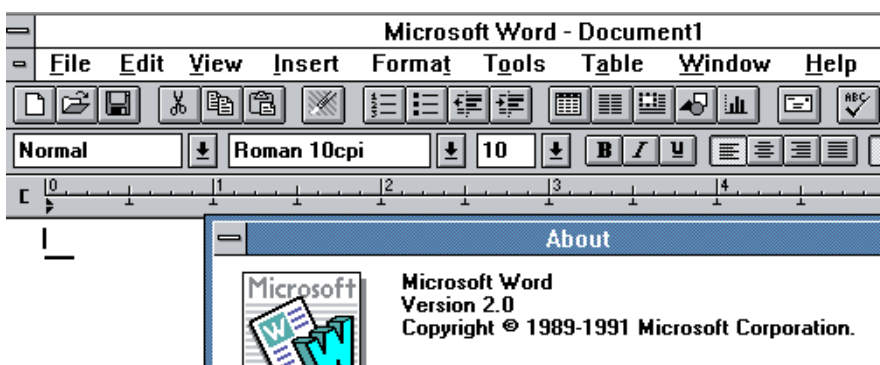 Microsoft Word - Document1
File Edit View Insert Format Tools Table Window Help
ABC
Normal Roman 10cpi 10 B I U
0 1 2 3 4
About
Microsoft
W
Microsoft Word
Version 2.0
Copyright © 1989-1991 Microsoft Corporation.